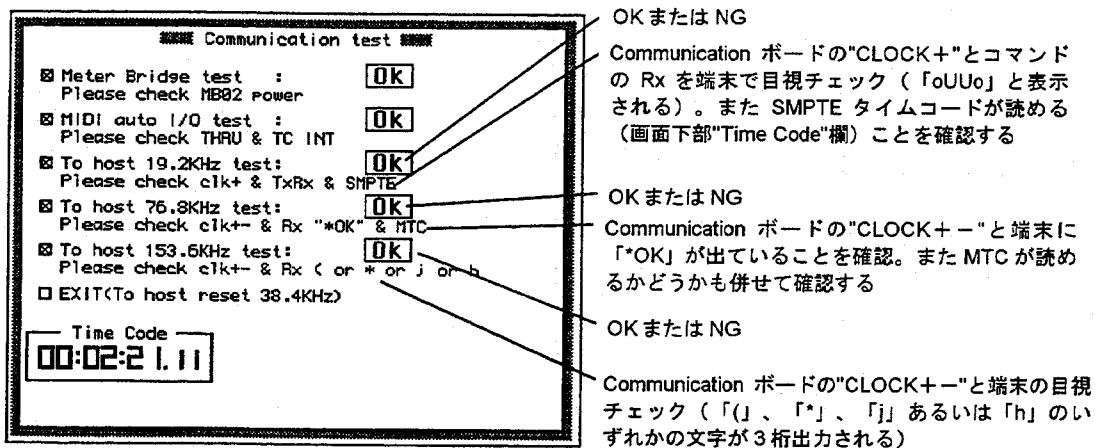 Communication test
Meter Bridge test :
OK
Please check MB02 power
MIDI auto I/O test :
OK
Please check THRU & TC INT
To host 19.2KHz test:
OK
Please check clk+ & TxRx & SMPTE
To host 76.8KHz test:
OK
Please check clk+- & Rx "*OK" & MTC
To host 153.6KHz test:
OK
Please check clk+- & Rx ( or * or j or h
EXIT(To host reset 38.4KHz)
Time Code
00:02:21.11
OK または NG
Communication ボードの"CLOCK＋"とコマンド
の Rx を端末で目視チェック（「oUUo」と表示
される）。また SMPTE タイムコードが読める
（画面下部"Time Code"欄）ことを確認する
OK または NG
Communication ボードの"CLOCK＋－"と端末に
「*OK」が出ていることを確認。また MTC が読め
るかどうかも併せて確認する
OK または NG
Communication ボードの"CLOCK＋－"と端末の目視
チェック（「(」、「*」、「j」あるいは「h」のい
ずれかの文字が３桁出力される）